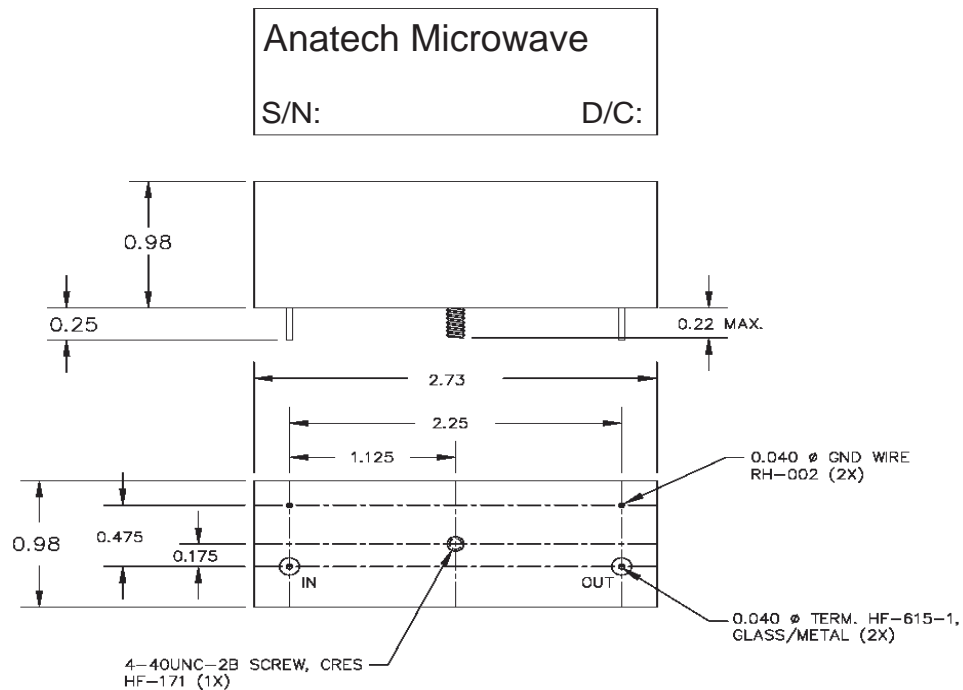 Anatech Microwave
S/N: D/C:
0.98
0.25
0.22 MAX.
2.73
2.25
1.125
0.040 ø GND WIRE
RH-002 (2X)
0.98
0.475
0.175
IN
OUT
0.040 ø TERM. HF-615-1,
GLASS/METAL (2X)
4-40UNC-2B SCREW, CRES
HF-171 (1X)